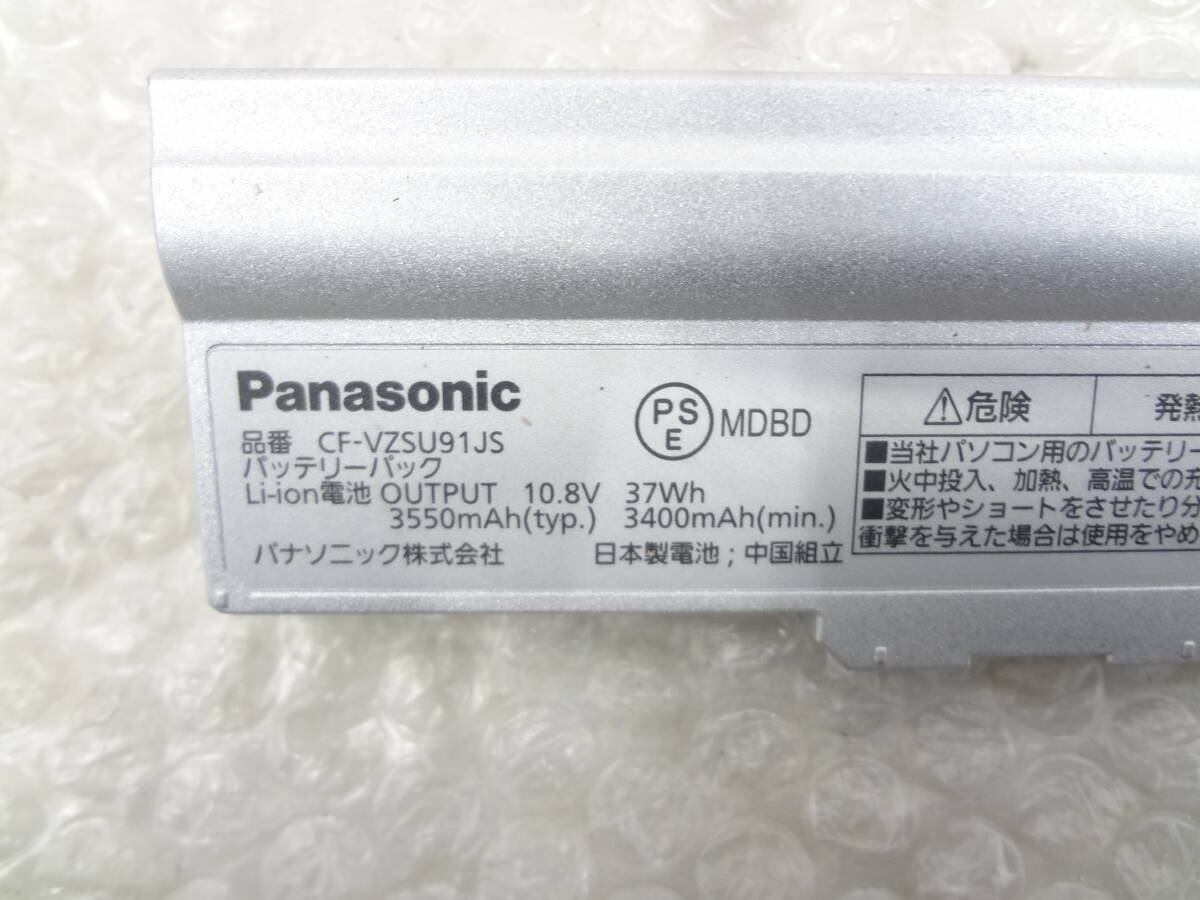 Panasonic
品番 CF-VZSU91JS
バッテリーパック
Li-ion電池 OUTPUT 10.8V 37Wh
3550mAh(typ.) 3400mAh(min.)
パナソニック株式会社 日本製電池 ; 中国組立
PSE MDBD
⚠危険 発熱
■当社パソコン用のバッテリー
■火中投入、加熱、高温での充
■変形やショートをさせたり分
衝撃を与えた場合は使用をやめ